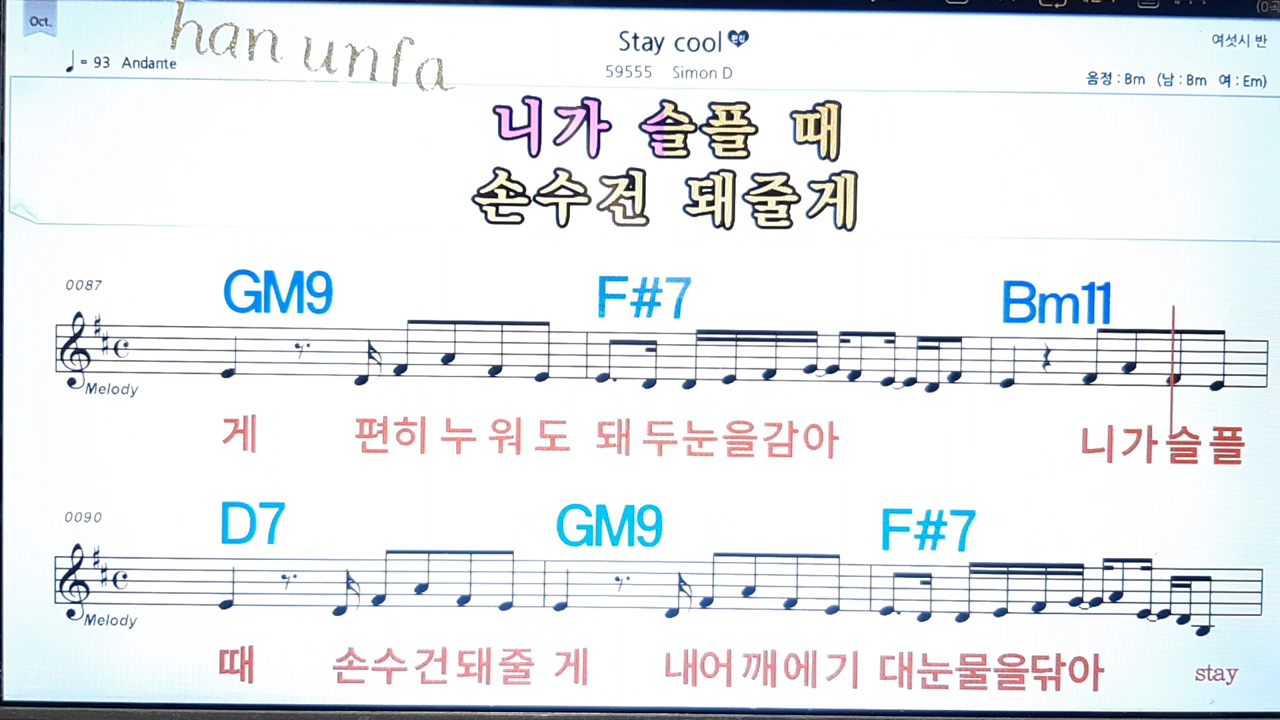 Oct.
han unfa
♩= 93 Andante
Stay cool
59555 Simon D
여섯시 반
음정 : Bm (남 : Bm 여 : Em)
니가 슬플 때
손수건 돼줄게
0087
GM9 F#7 Bm11
Melody
게 편히누워도 돼두눈을감아 니가슬플
0090
D7 GM9 F#7
Melody
때 손수건돼줄 게 내어깨에기 대눈물을닦아 stay